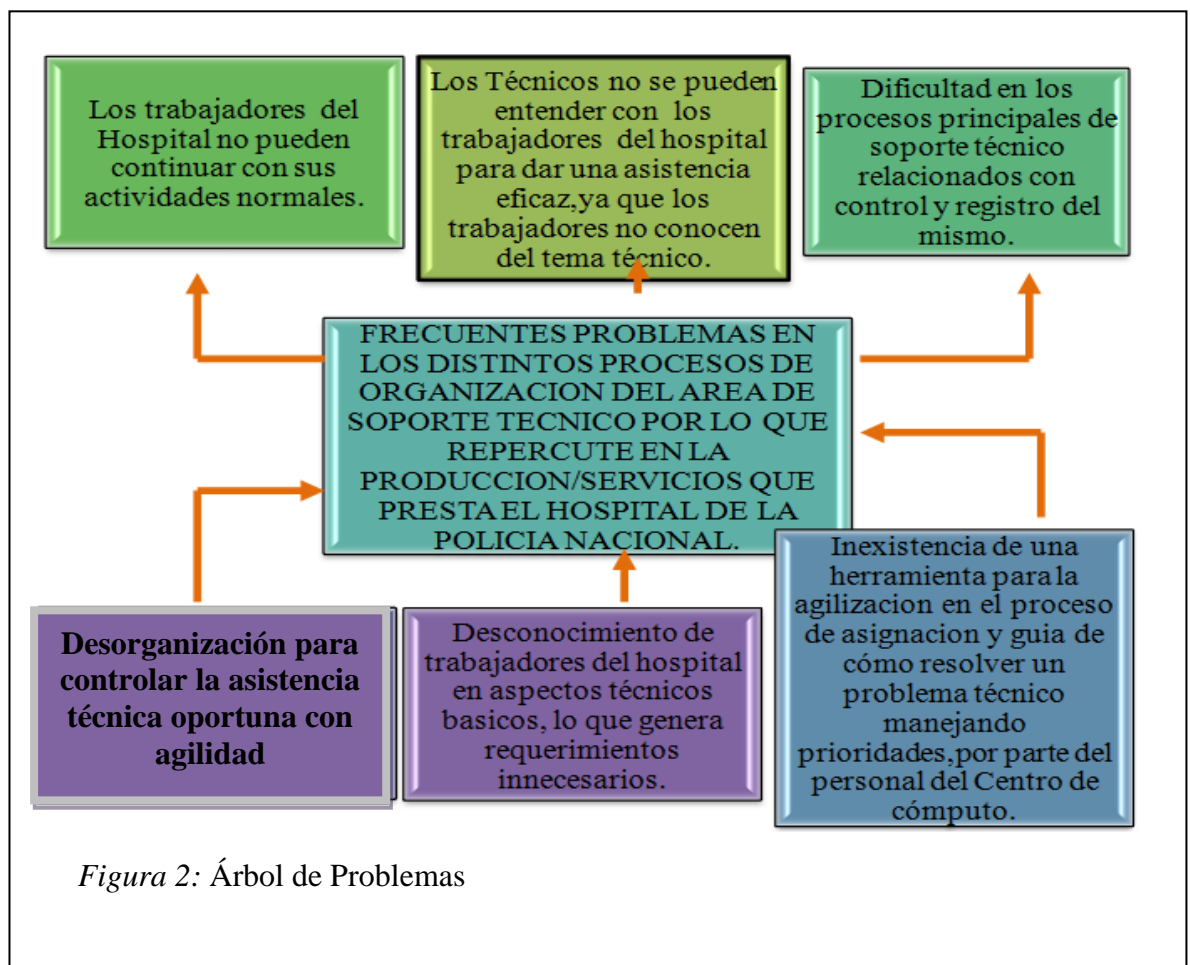 Los trabajadores del
Hospital no pueden
continuar con sus
actividades normales.
Los Técnicos no se pueden
entender con los
trabajadores del hospital
para dar una asistencia
eficaz,ya que los
trabajadores no conocen
del tema técnico.
Dificultad en los
procesos principales de
soporte técnico
relacionados con
control y registro del
mismo.
FRECUENTES PROBLEMAS EN
LOS DISTINTOS PROCESOS DE
ORGANIZACION DEL AREA DE
SOPORTE TECNICO POR LO QUE
REPERCUTE EN LA
PRODUCCION/SERVICIOS QUE
PRESTA EL HOSPITAL DE LA
POLICIA NACIONAL.
Desorganización para
controlar la asistencia
técnica oportuna con
agilidad
Desconocimiento de
trabajadores del hospital
en aspectos técnicos
basicos, lo que genera
requerimientos
innecesarios.
Inexistencia de una
herramienta para la
agilizacion en el proceso
de asignacion y guia de
cómo resolver un
problema técnico
manejando
prioridades,por parte del
personal del Centro de
cómputo.
Figura 2: Árbol de Problemas